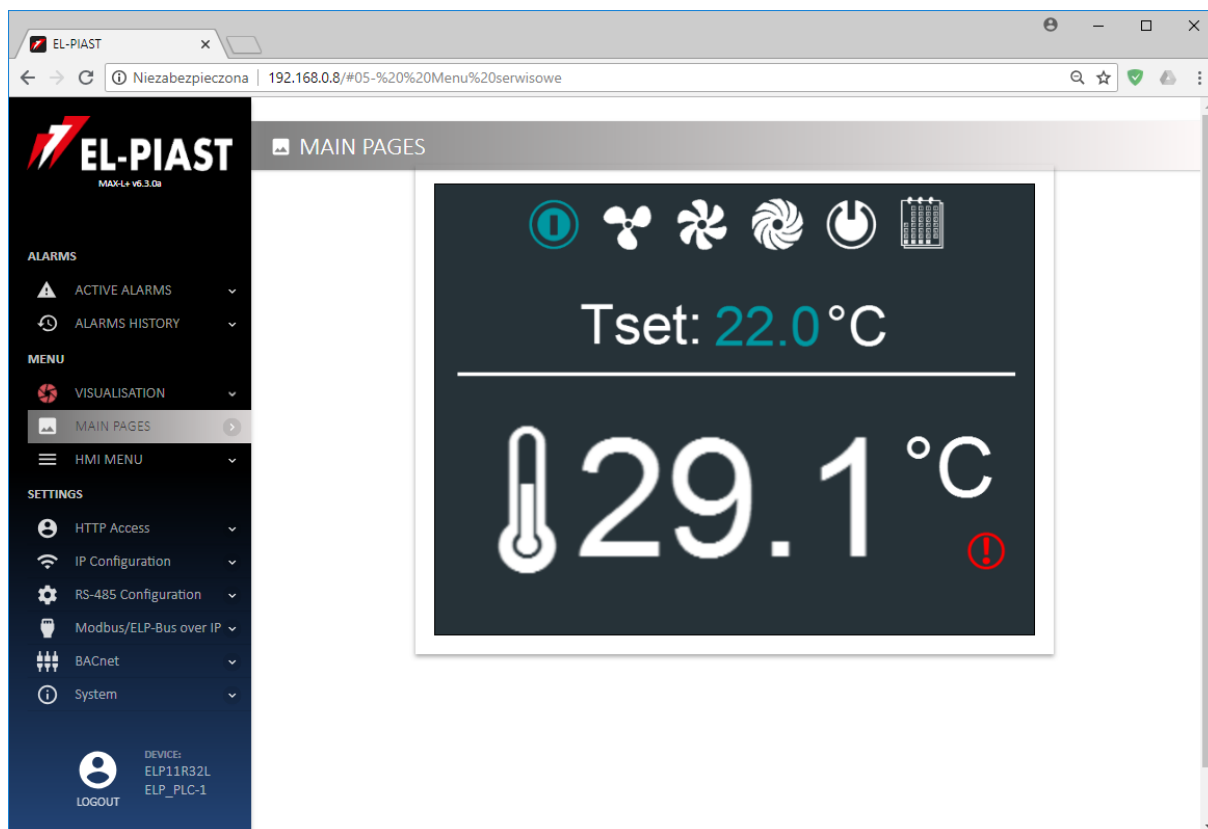 EL-PIAST
Niezabezpieczona 192.168.0.8/#05-%20%20Menu%20serwisowe
EL-PIAST
MAX-L+ v6.3.0a
ALARMS
ACTIVE ALARMS
ALARMS HISTORY
MENU
VISUALISATION
MAIN PAGES
HMI MENU
SETTINGS
HTTP Access
IP Configuration
RS-485 Configuration
Modbus/ELP-Bus over IP
BACnet
System
LOGOUT
DEVICE:
ELP11R32L
ELP_PLC-1
MAIN PAGES
Tset: 22.0°C
29.1°C